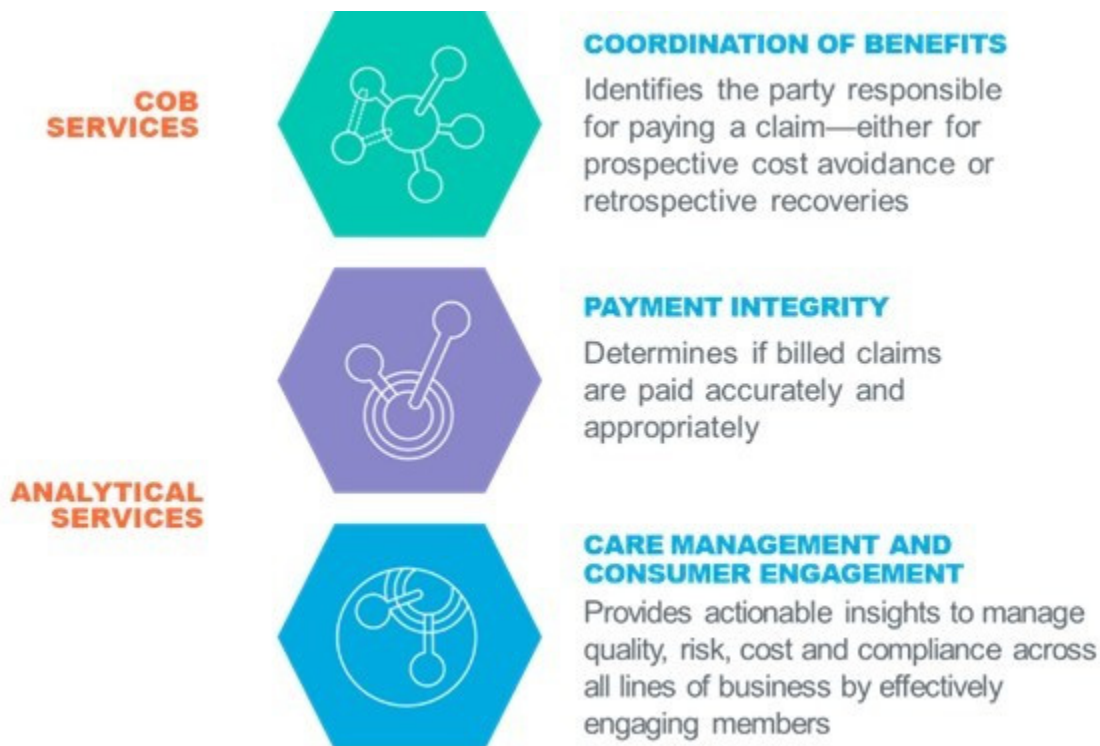 COB
SERVICES
COORDINATION OF BENEFITS
Identifies the party responsible
for paying a claim—either for
prospective cost avoidance or
retrospective recoveries
PAYMENT INTEGRITY
Determines if billed claims
are paid accurately and
appropriately
ANALYTICAL
SERVICES
CARE MANAGEMENT AND
CONSUMER ENGAGEMENT
Provides actionable insights to manage
quality, risk, cost and compliance across
all lines of business by effectively
engaging members